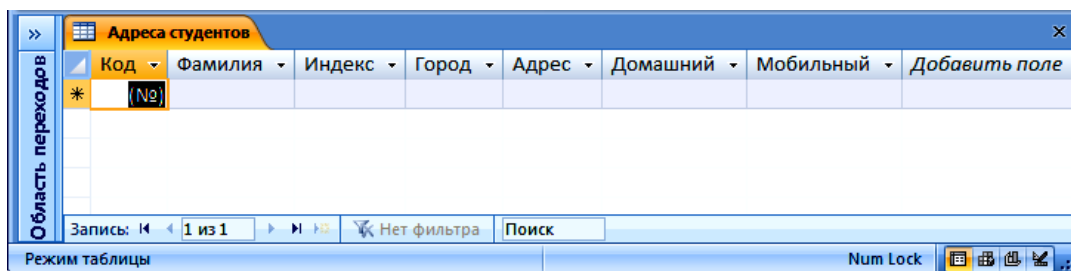 Адреса студентов
Код Фамилия Индекс Город Адрес Домашний Мобильный Добавить поле
(№)
Область переходов
Запись: 1 из 1 Нет фильтра Поиск
Режим таблицы Num Lock